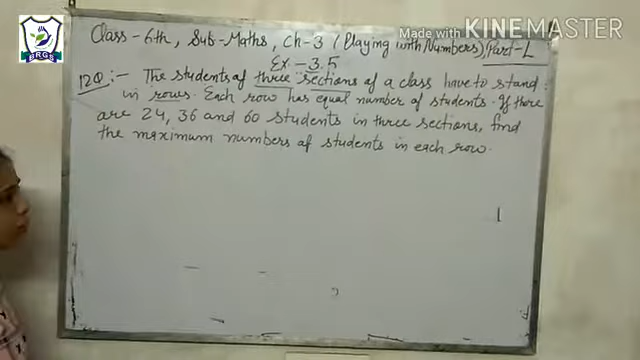 Made with KINEMASTER
BRGS
Class-6th, Sub-Maths, Ch-3 (Playing with Numbers), Part-L
Ex-3.5
12Q:- The students of three sections of a class have to stand
in rows. Each row has equal number of students. If there
are 24, 36 and 60 students in three sections, find
the maximum numbers of students in each row.